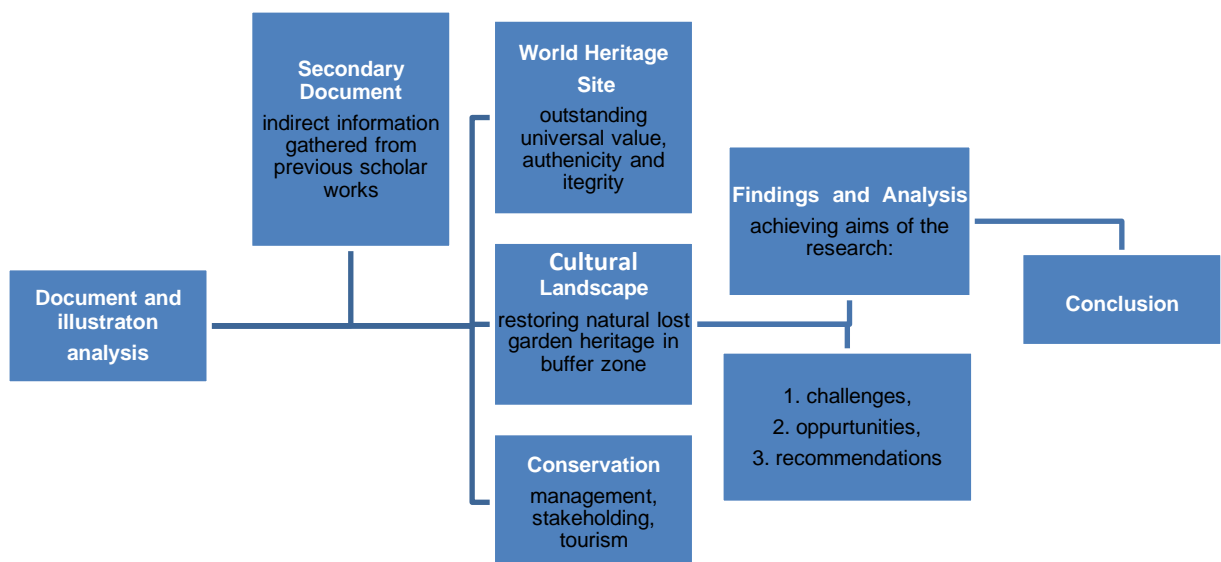 Secondary
Document
indirect information
gathered from
previous scholar
works
World Heritage
Site
outstanding
universal value,
authenicity and
itegrity
Findings and Analysis
achieving aims of the
research:
Cultural
Landscape
restoring natural lost
garden heritage in
buffer zone
Document and
illustraton
analysis
Conclusion
1. challenges,
2. oppurtunities,
3. recommendations
Conservation
management,
stakeholding,
tourism